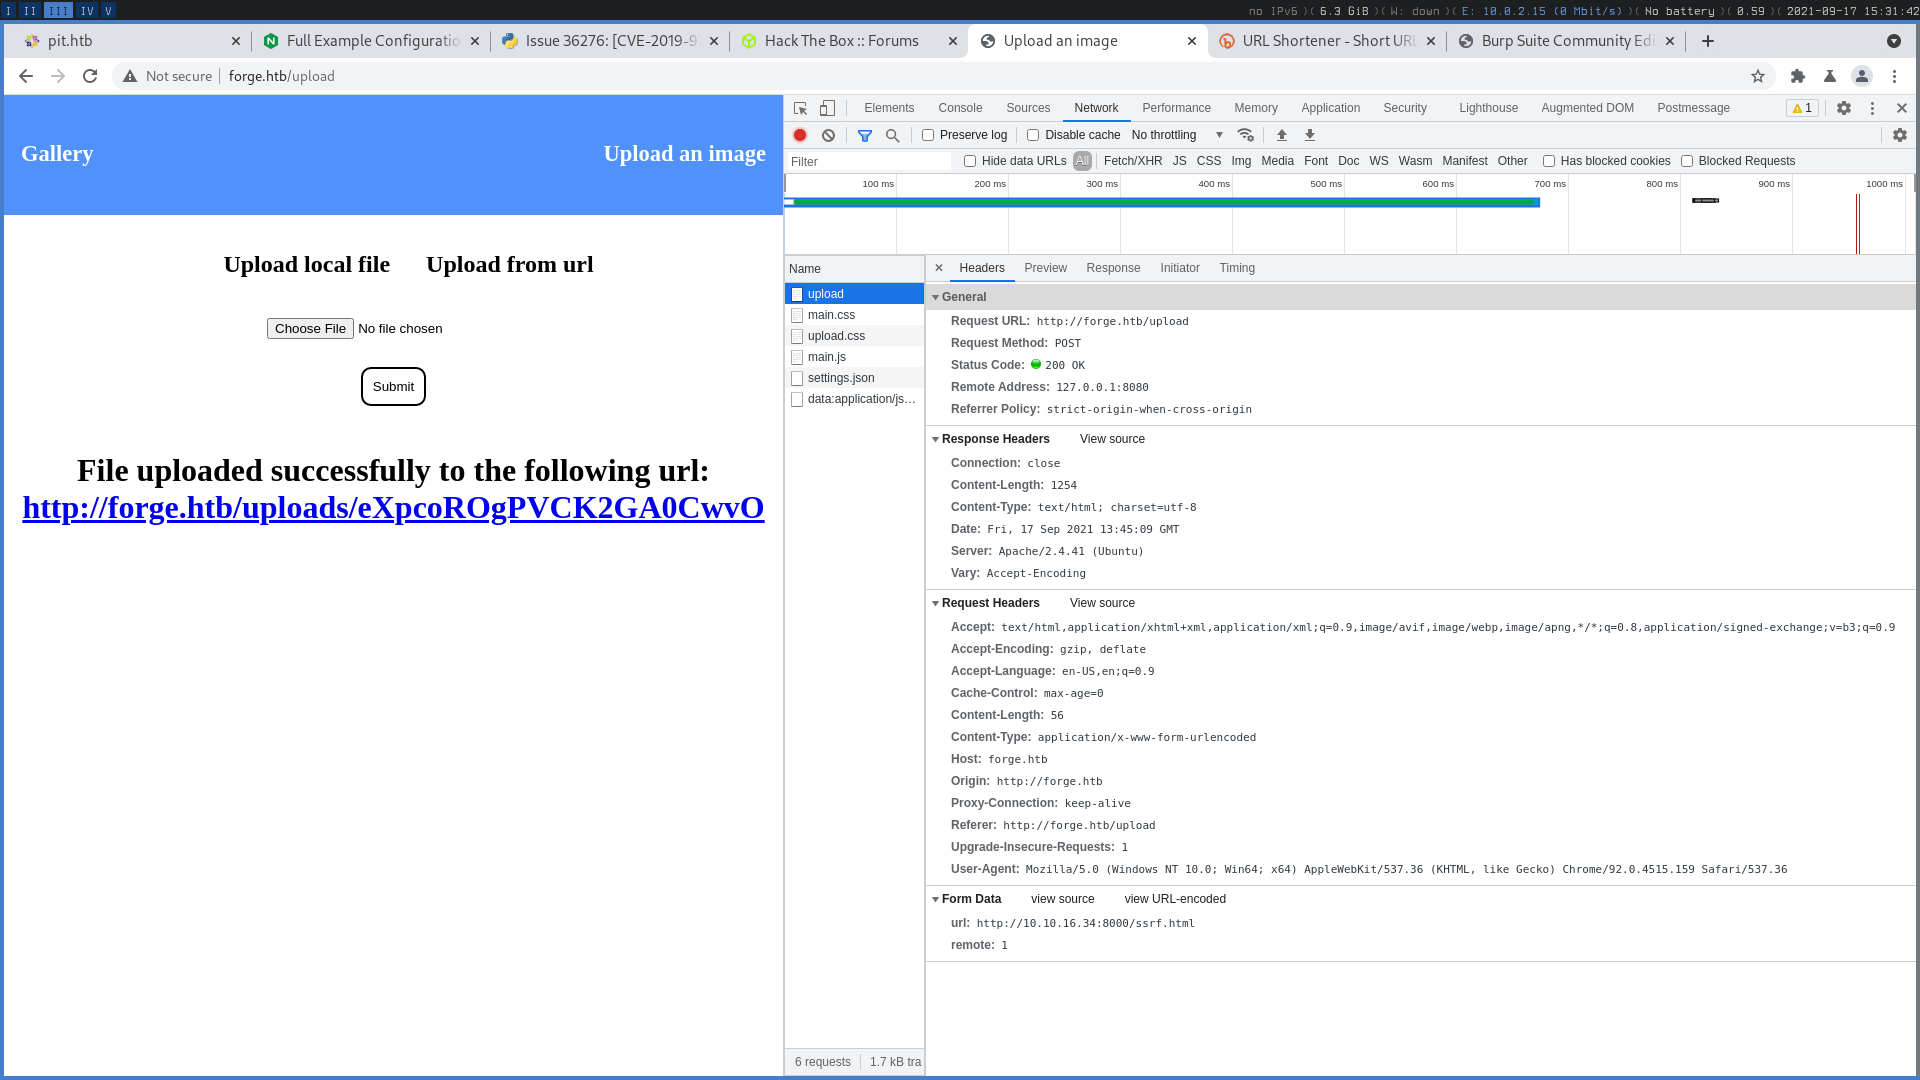 I II III IV V no IPv6 )( 6.3 GiB )( W: down )( E: 10.0.2.15 (0 Mbit/s) )( No battery )( 0.59 )( 2021-09-17 15:31:42
pit.htb Full Example Configuratio Issue 36276: [CVE-2019-9 Hack The Box :: Forums Upload an image URL Shortener - Short URL Burp Suite Community Edi
Not secure forge.htb/upload
Gallery Upload an image
Upload local file Upload from url
Choose File No file chosen
Submit
File uploaded successfully to the following url:
http://forge.htb/uploads/eXpcoROgPVCK2GA0CwvO
Elements Console Sources Network Performance Memory Application Security Lighthouse Augmented DOM Postmessage 1
Preserve log Disable cache No throttling
Filter Hide data URLs All Fetch/XHR JS CSS Img Media Font Doc WS Wasm Manifest Other Has blocked cookies Blocked Requests
100 ms 200 ms 300 ms 400 ms 500 ms 600 ms 700 ms 800 ms 900 ms 1000 ms
Name
upload
main.css
upload.css
main.js
settings.json
data:application/js…
6 requests 1.7 kB tra
Headers Preview Response Initiator Timing
General
Request URL: http://forge.htb/upload
Request Method: POST
Status Code: 200 OK
Remote Address: 127.0.0.1:8080
Referrer Policy: strict-origin-when-cross-origin
Response Headers View source
Connection: close
Content-Length: 1254
Content-Type: text/html; charset=utf-8
Date: Fri, 17 Sep 2021 13:45:09 GMT
Server: Apache/2.4.41 (Ubuntu)
Vary: Accept-Encoding
Request Headers View source
Accept: text/html,application/xhtml+xml,application/xml;q=0.9,image/avif,image/webp,image/apng,*/*;q=0.8,application/signed-exchange;v=b3;q=0.9
Accept-Encoding: gzip, deflate
Accept-Language: en-US,en;q=0.9
Cache-Control: max-age=0
Content-Length: 56
Content-Type: application/x-www-form-urlencoded
Host: forge.htb
Origin: http://forge.htb
Proxy-Connection: keep-alive
Referer: http://forge.htb/upload
Upgrade-Insecure-Requests: 1
User-Agent: Mozilla/5.0 (Windows NT 10.0; Win64; x64) AppleWebKit/537.36 (KHTML, like Gecko) Chrome/92.0.4515.159 Safari/537.36
Form Data view source view URL-encoded
url: http://10.10.16.34:8000/ssrf.html
remote: 1